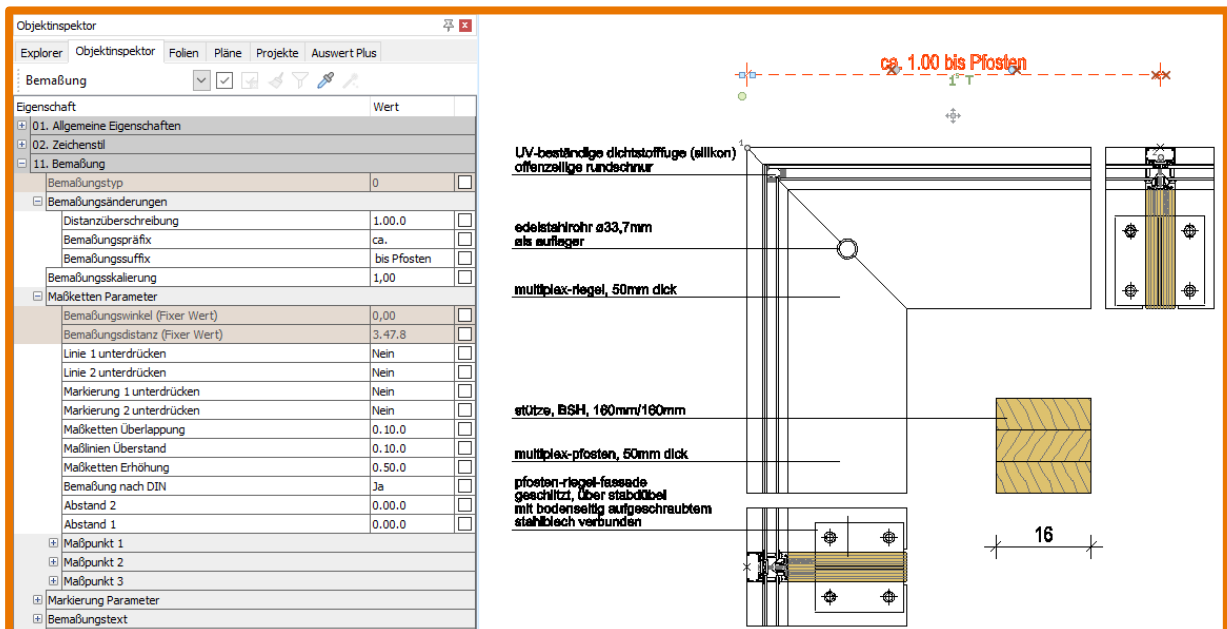 Objektinspektor
Explorer Objektinspektor Folien Pläne Projekte Auswert Plus
Bemaßung
Eigenschaft Wert
01. Allgemeine Eigenschaften
02. Zeichenstil
11. Bemaßung
Bemaßungstyp 0
Bemaßungsänderungen
Distanzüberschreibung 1.00.0
Bemaßungspräfix ca.
Bemaßungssuffix bis Pfosten
Bemaßungsskalierung 1,00
Maßketten Parameter
Bemaßungswinkel (Fixer Wert) 0,00
Bemaßungsdistanz (Fixer Wert) 3.47.8
Linie 1 unterdrücken Nein
Linie 2 unterdrücken Nein
Markierung 1 unterdrücken Nein
Markierung 2 unterdrücken Nein
Maßketten Überlappung 0.10.0
Maßlinien Überstand 0.10.0
Maßketten Erhöhung 0.50.0
Bemaßung nach DIN Ja
Abstand 2 0.00.0
Abstand 1 0.00.0
Maßpunkt 1
Maßpunkt 2
Maßpunkt 3
Markierung Parameter
Bemaßungstext
ca. 1.00 bis Pfosten
1° T
1
UV-beständige dichtstofffuge (silikon)
offenzellige rundschnur
edelstahlrohr ø33,7mm
als auflager
multiplex-riegel, 50mm dick
stütze, BSH, 160mm/160mm
multiplex-pfosten, 50mm dick
pfosten-riegel-fassade
geschlitzt, über stabdübel
mit bodenseitig aufgeschraubtem
stahlblech verbunden
16